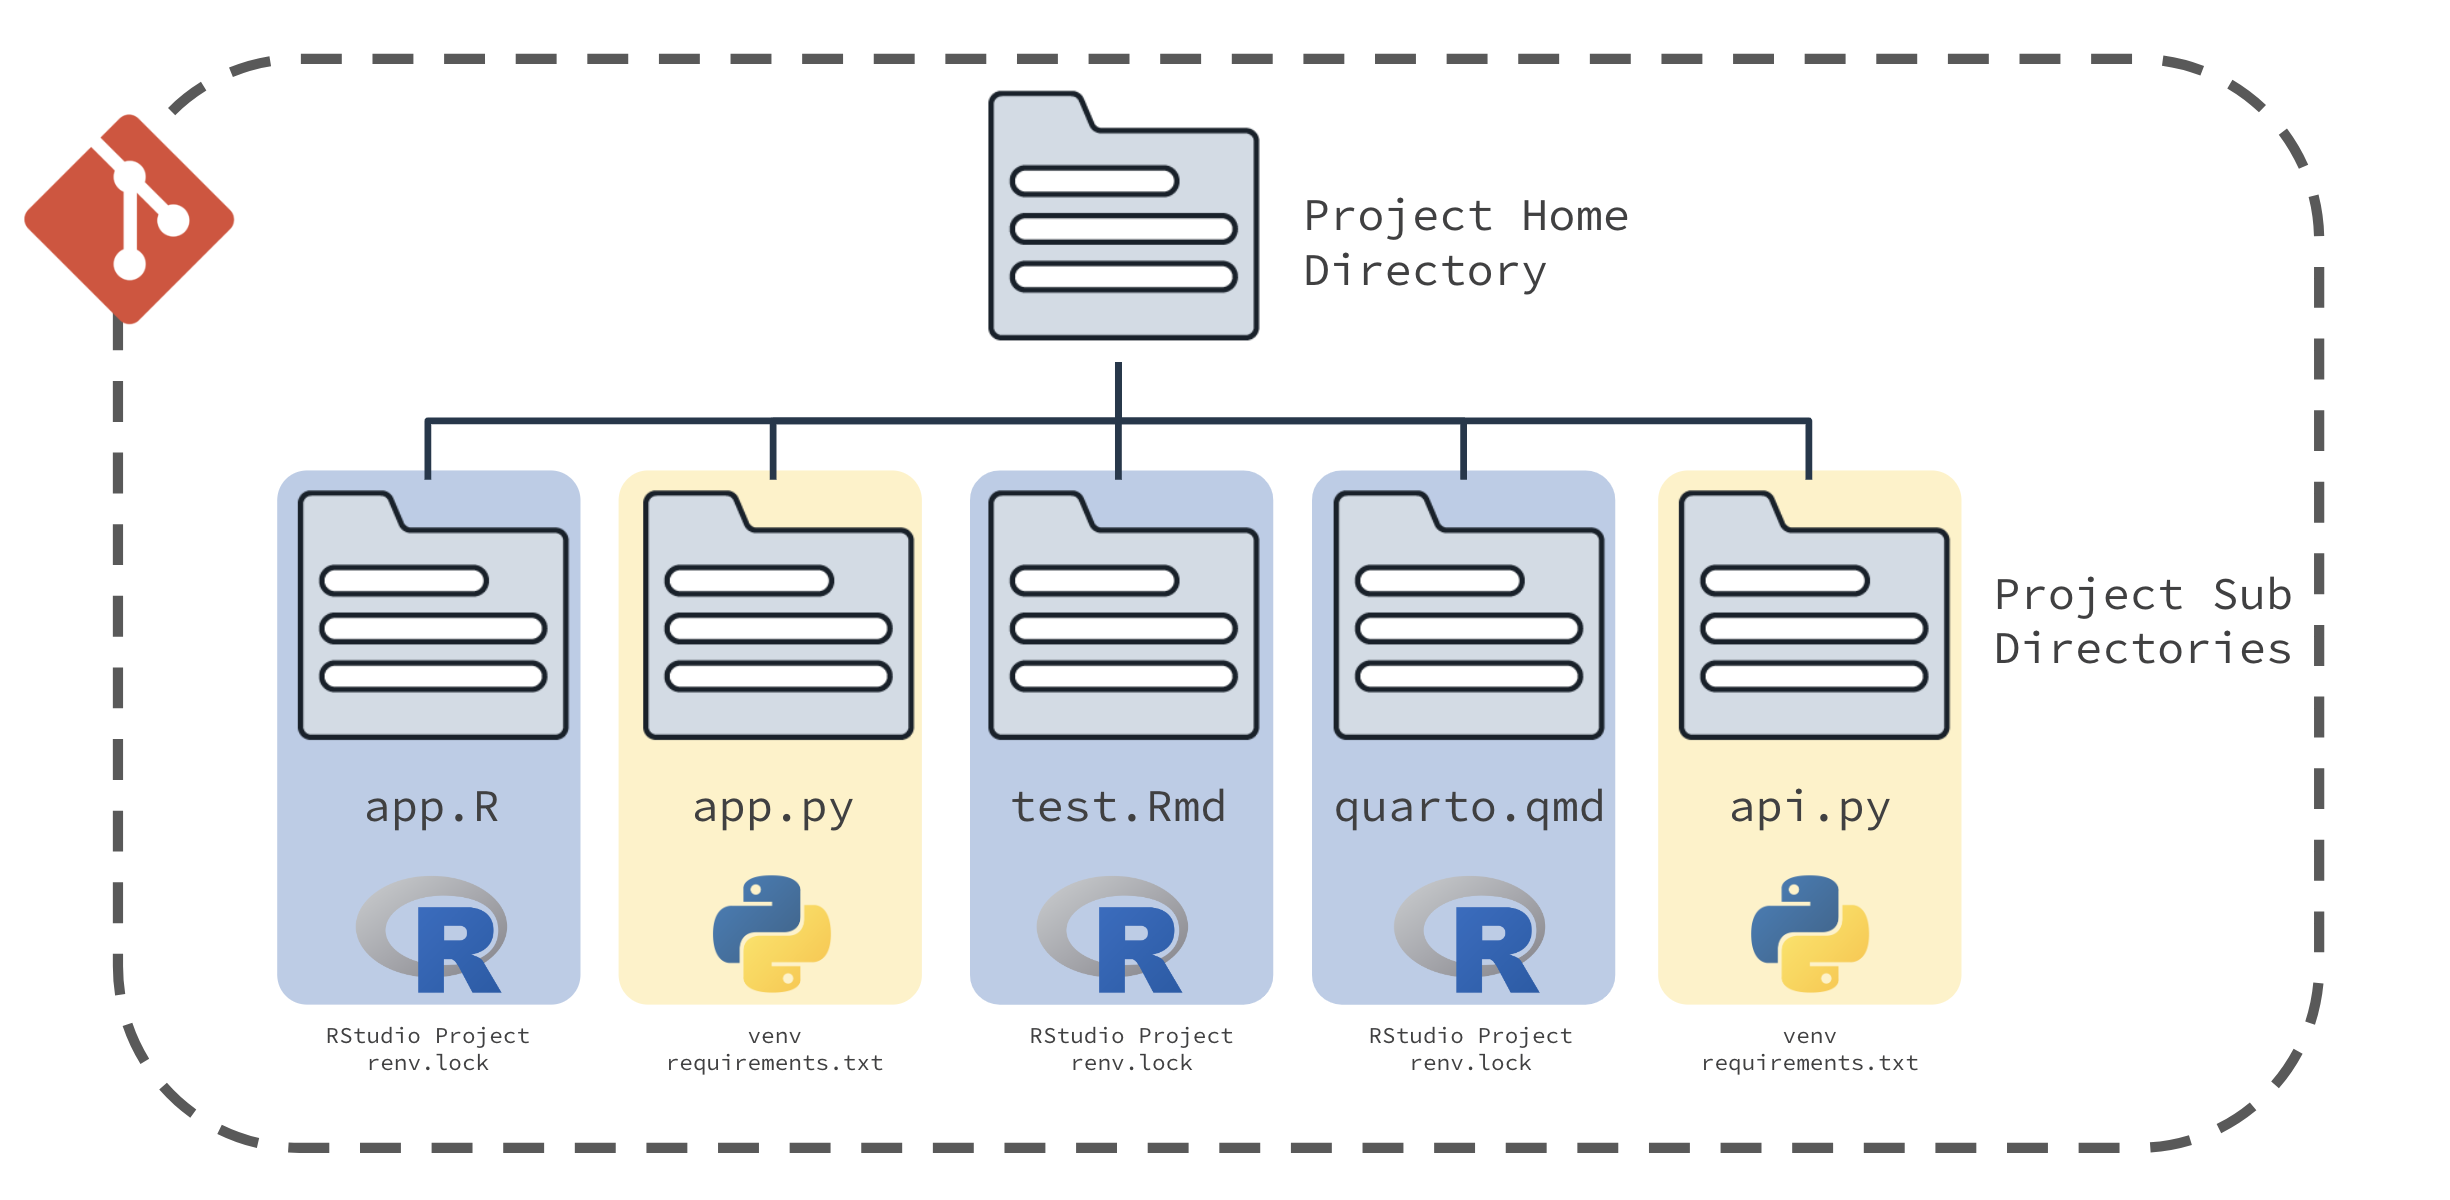 Project Home
Directory
Project Sub
Directories
app.R
app.py
test.Rmd
quarto.qmd
api.py
RStudio Project
renv.lock
venv
requirements.txt
RStudio Project
renv.lock
RStudio Project
renv.lock
venv
requirements.txt